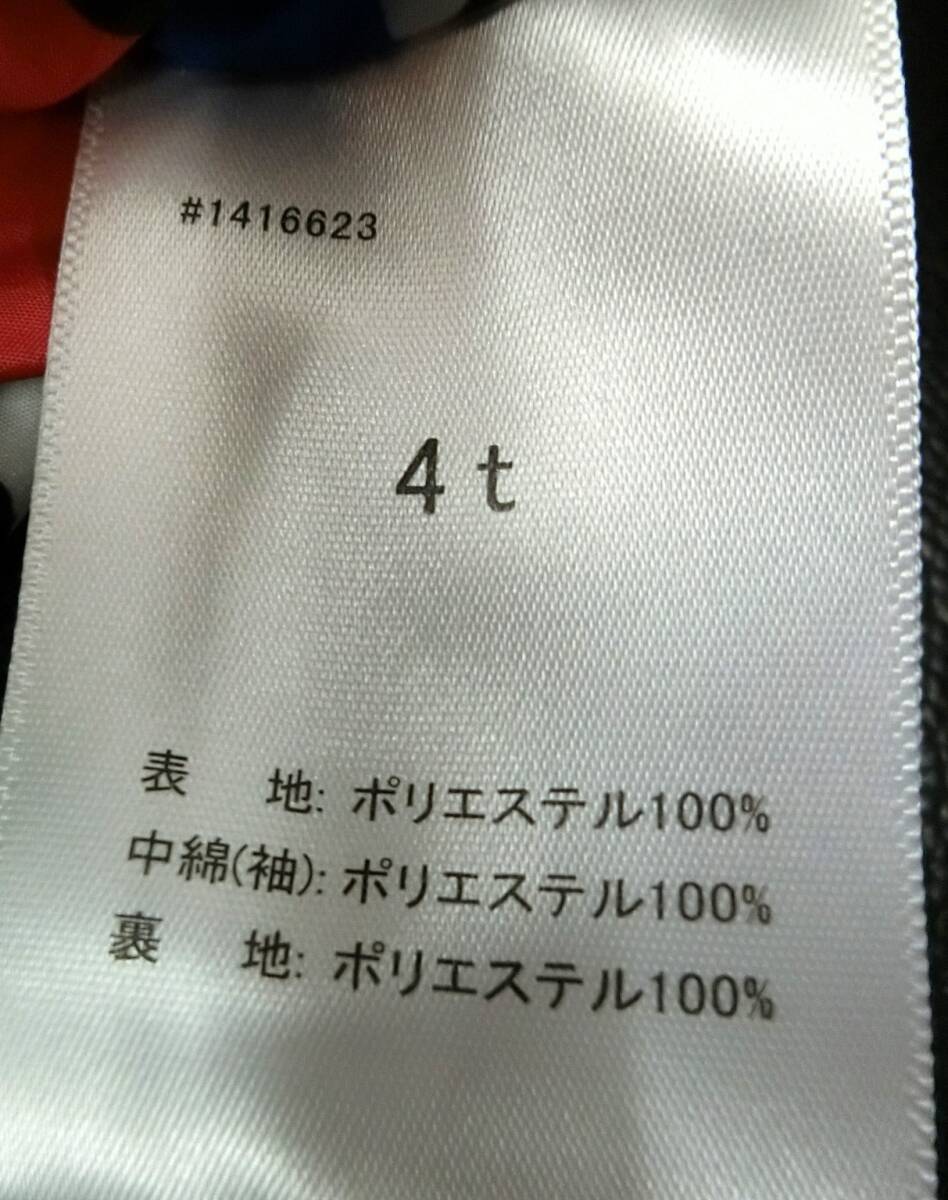 #1416623
4t
表　地: ポリエステル100%
中綿(袖): ポリエステル100%
裏　地: ポリエステル100%